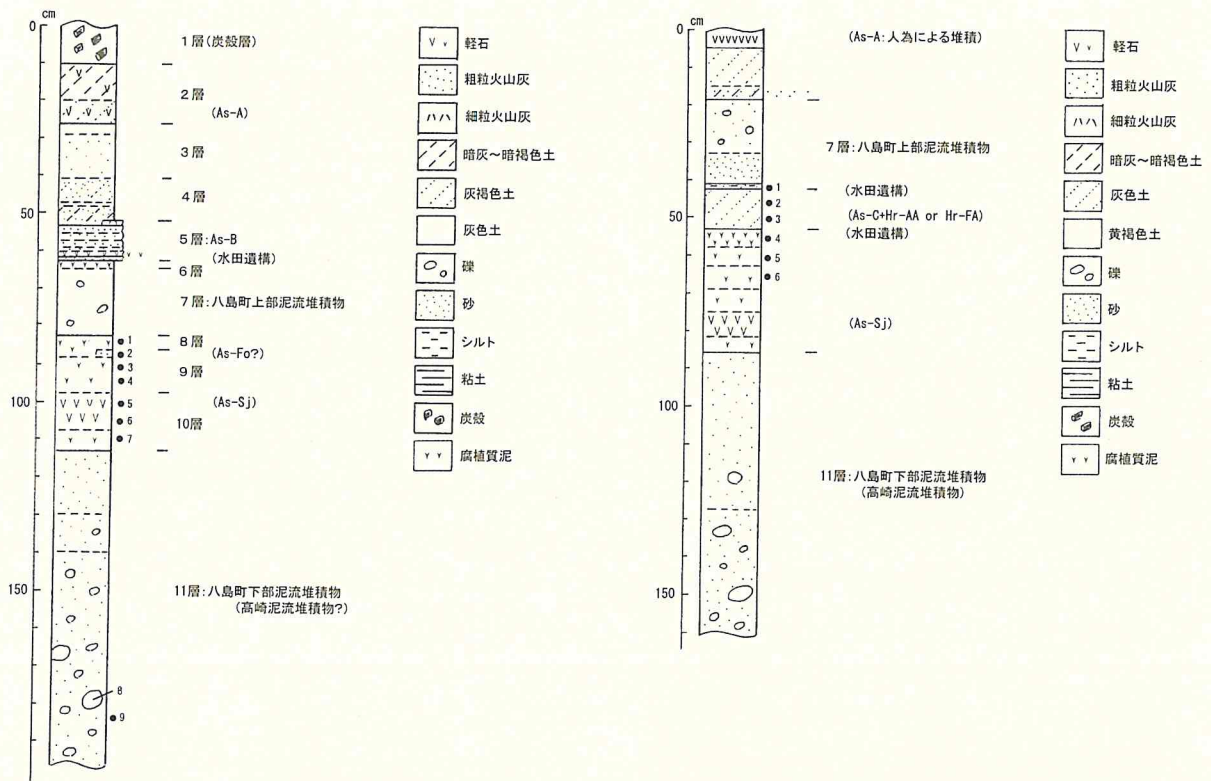 cm
0
50
100
150
1層(炭殻層)
2層
(As-A)
3層
4層
5層:As-B
(水田遺構)
6層
7層:八島町上部泥流堆積物
8層
(As-Fo?)
9層
(As-Sj)
10層
11層:八島町下部泥流堆積物
(高崎泥流堆積物?)
1
2
3
4
5
6
7
8
9
軽石
粗粒火山灰
細粒火山灰
暗灰~暗褐色土
灰褐色土
灰色土
礫
砂
シルト
粘土
炭殻
腐植質泥
cm
0
50
100
150
(As-A:人為による堆積)
7層:八島町上部泥流堆積物
(水田遺構)
(As-C+Hr-AA or Hr-FA)
(水田遺構)
(As-Sj)
11層:八島町下部泥流堆積物
(高崎泥流堆積物)
1
2
3
4
5
6
軽石
粗粒火山灰
細粒火山灰
暗灰~暗褐色土
灰色土
黄褐色土
礫
砂
シルト
粘土
炭殻
腐植質泥